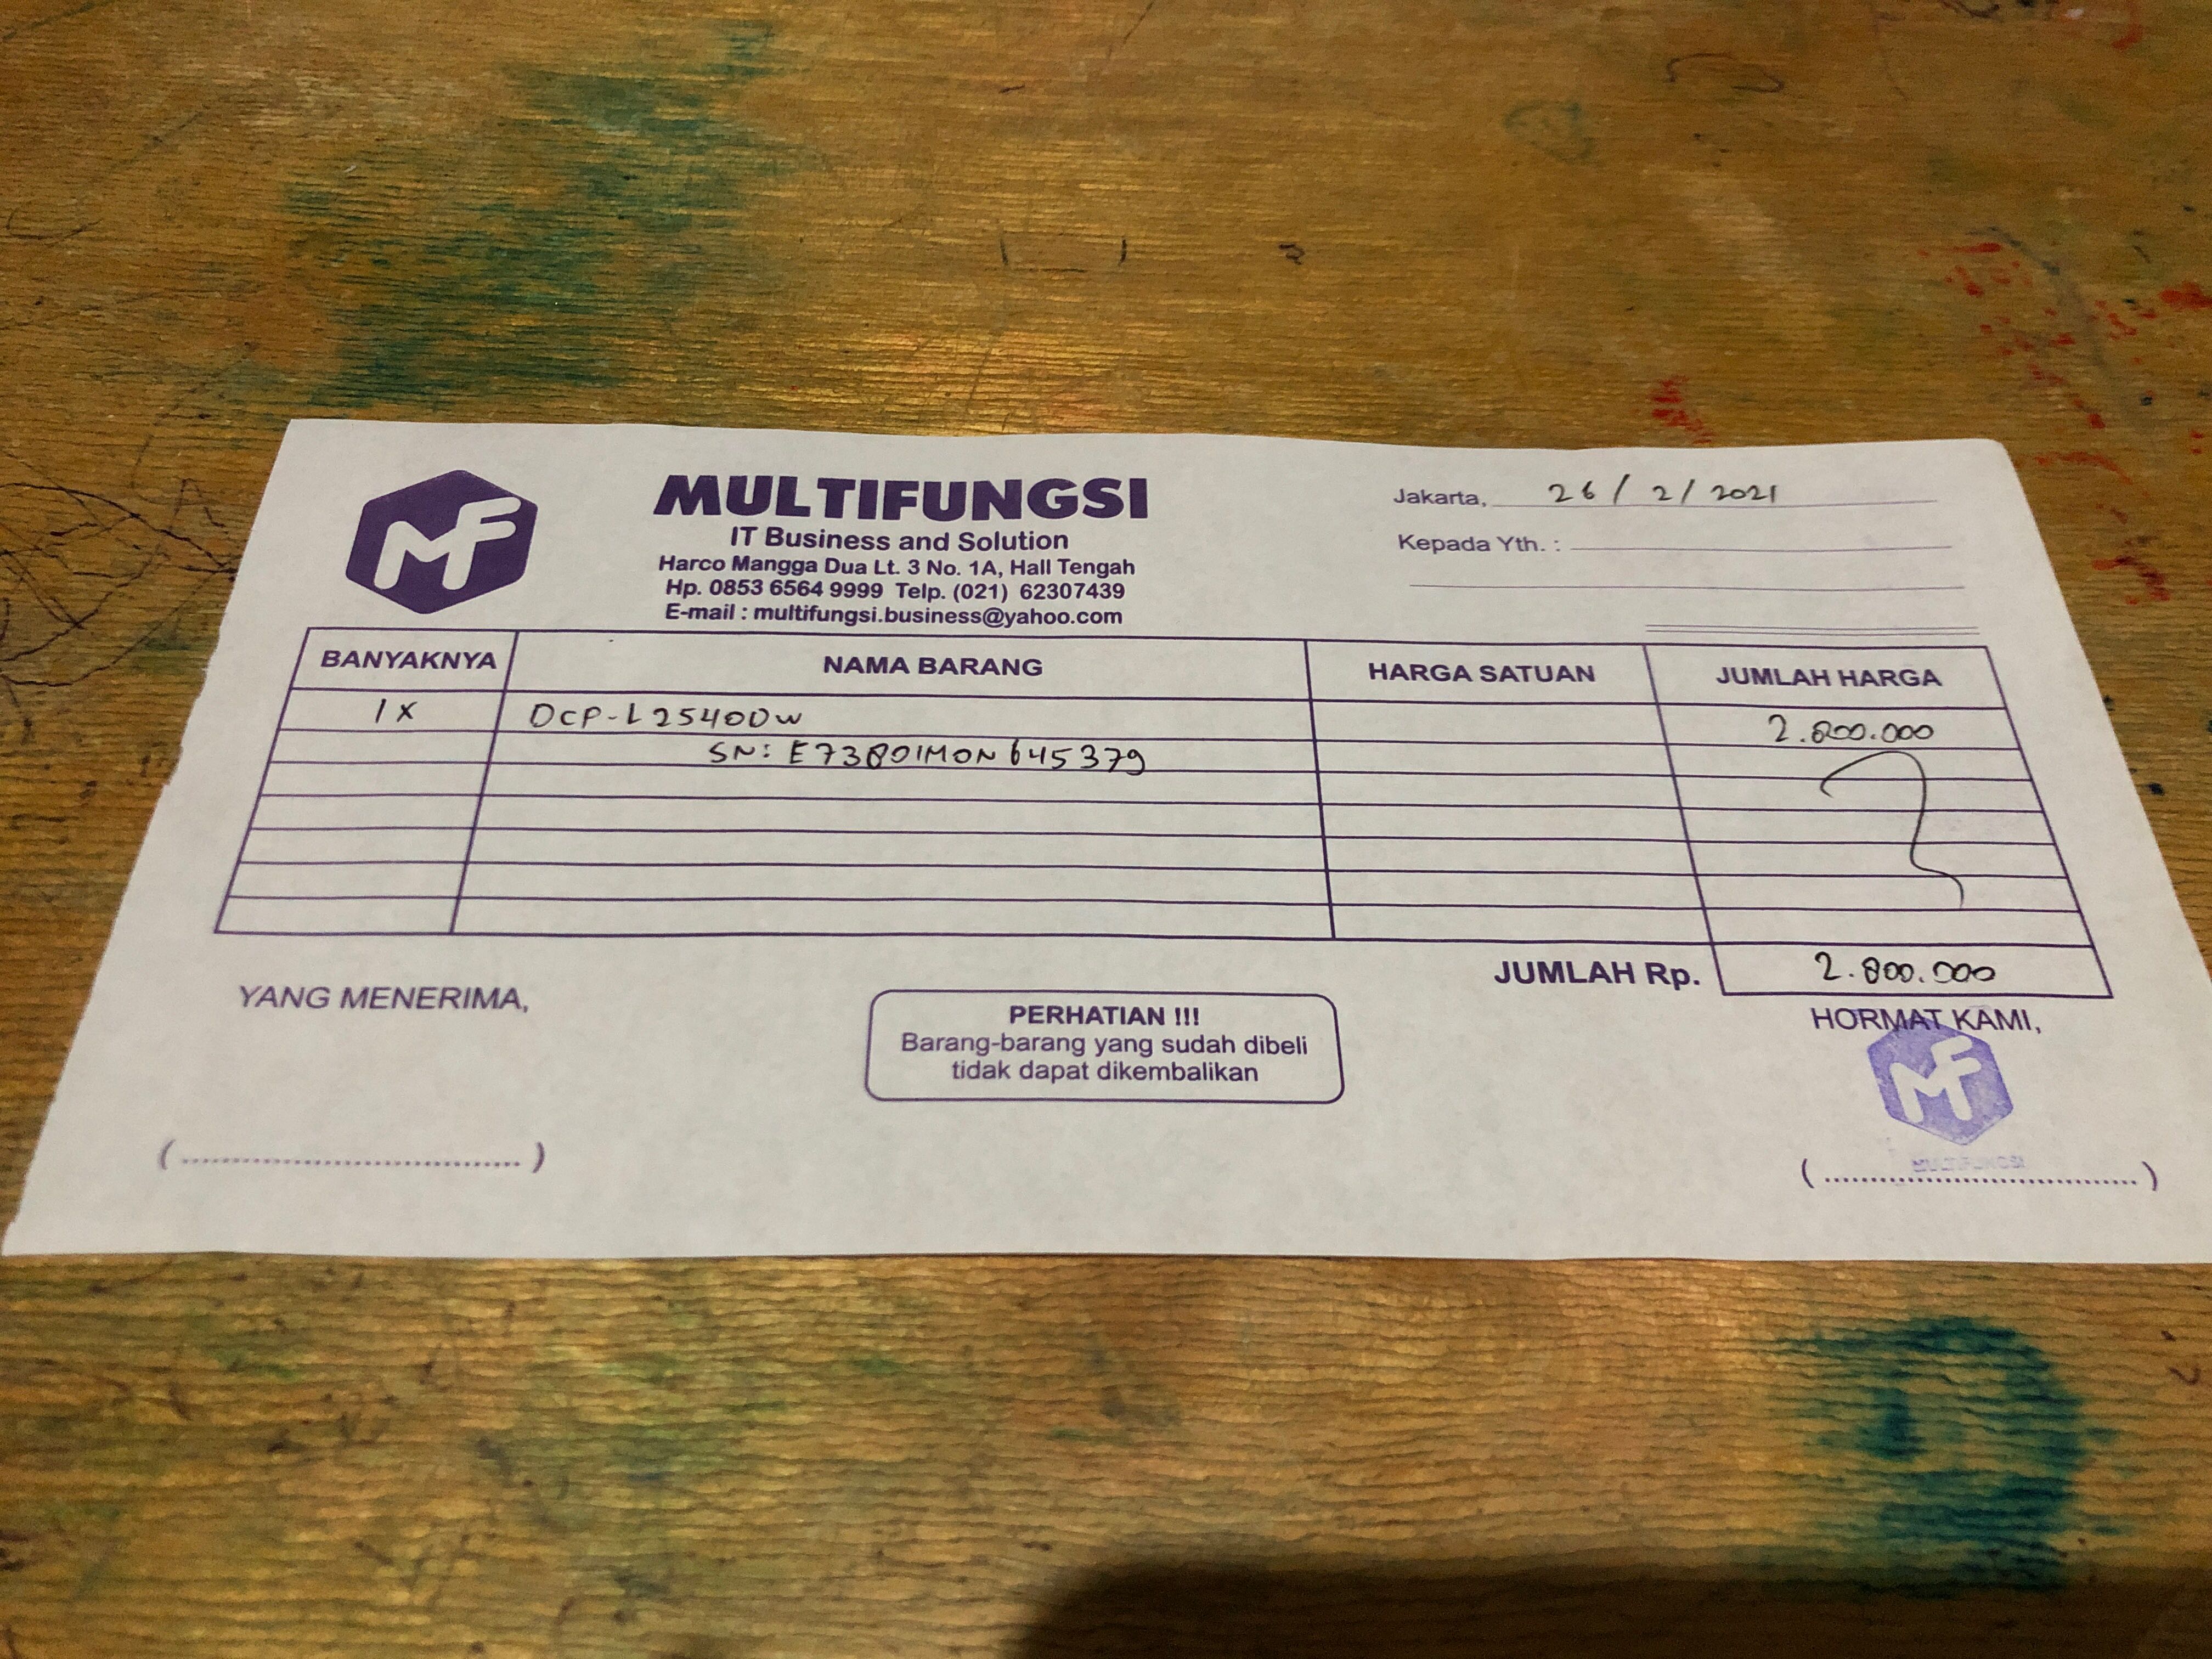 MF
MULTIFUNGSI
IT Business and Solution
Harco Mangga Dua Lt. 3 No. 1A, Hall Tengah
Hp. 0853 6564 9999 Telp. (021) 62307439
E-mail : multifungsi.business@yahoo.com
Jakarta, 26 / 2 / 2021
Kepada Yth. :
BANYAKNYA NAMA BARANG HARGA SATUAN JUMLAH HARGA
1 X DCP-L2540DW 2.800.000
SN: E73801M0N645379
JUMLAH Rp. 2.800.000
YANG MENERIMA,
PERHATIAN !!!
Barang-barang yang sudah dibeli
tidak dapat dikembalikan
HORMAT KAMI,
MF
MULTIFUNGSI
(................................)
(................................)